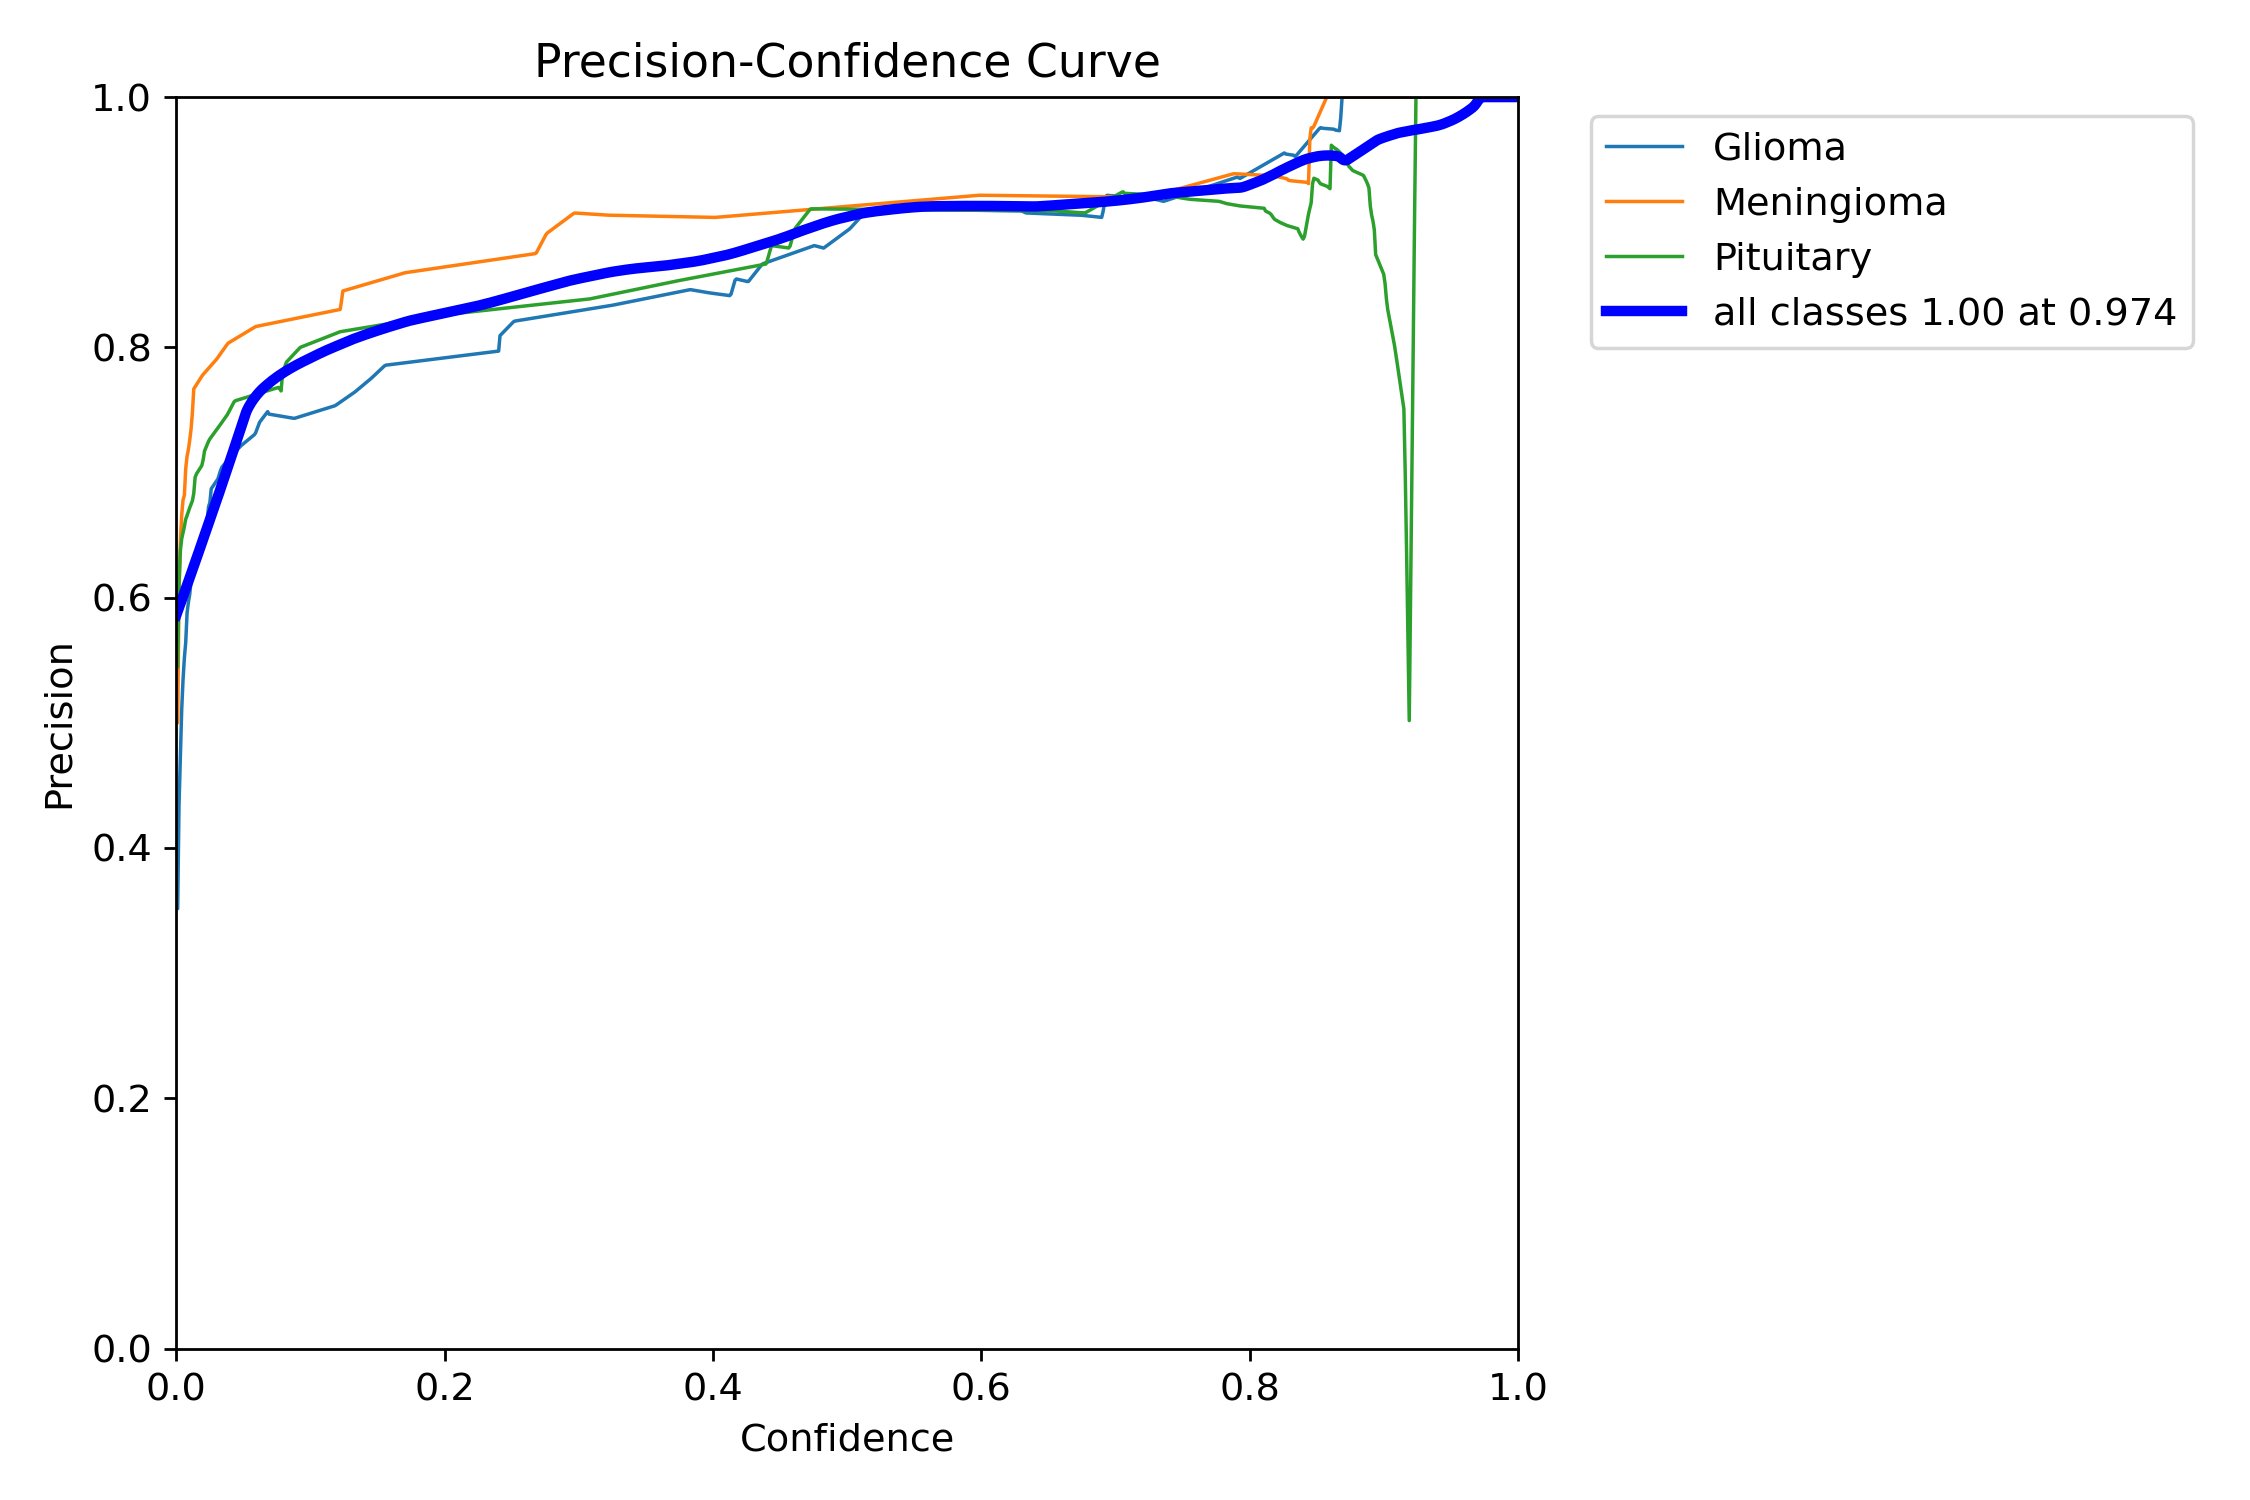 Precision-Confidence Curve
1.0
0.8
0.6
0.4
0.2
0.0
Precision
0.0 0.2 0.4 0.6 0.8 1.0
Confidence
Glioma
Meningioma
Pituitary
all classes 1.00 at 0.974